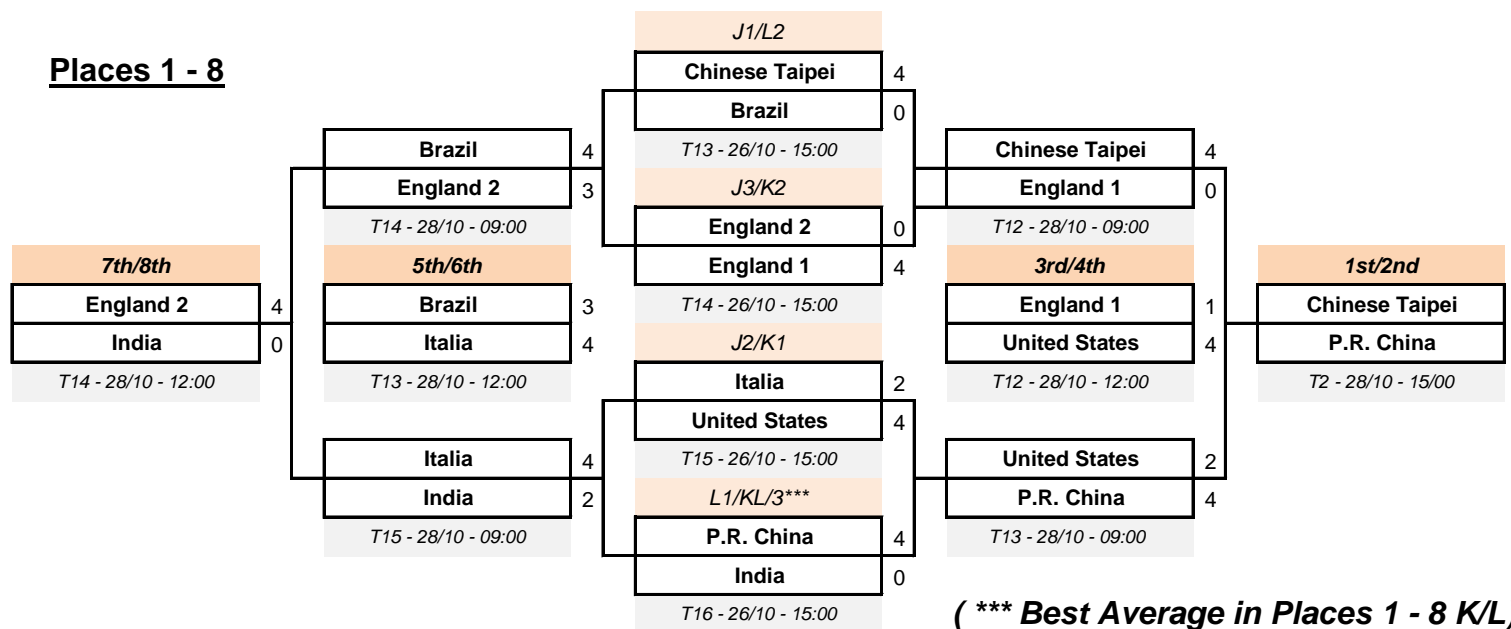 Places 1 - 8
J1/L2
Chinese Taipei 4
Brazil 0
T13 - 26/10 - 15:00
Brazil 4
England 2 3
T14 - 28/10 - 09:00
Chinese Taipei 4
England 1 0
T12 - 28/10 - 09:00
J3/K2
England 2 0
England 1 4
T14 - 26/10 - 15:00
7th/8th
England 2 4
India 0
T14 - 28/10 - 12:00
5th/6th
Brazil 3
Italia 4
T13 - 28/10 - 12:00
3rd/4th
England 1 1
United States 4
T12 - 28/10 - 12:00
1st/2nd
Chinese Taipei
P.R. China
T2 - 28/10 - 15/00
J2/K1
Italia 2
United States 4
T15 - 26/10 - 15:00
Italia 4
India 2
T15 - 28/10 - 09:00
United States 2
P.R. China 4
T13 - 28/10 - 09:00
L1/KL/3***
P.R. China 4
India 0
T16 - 26/10 - 15:00
( *** Best Average in Places 1 - 8 K/L)